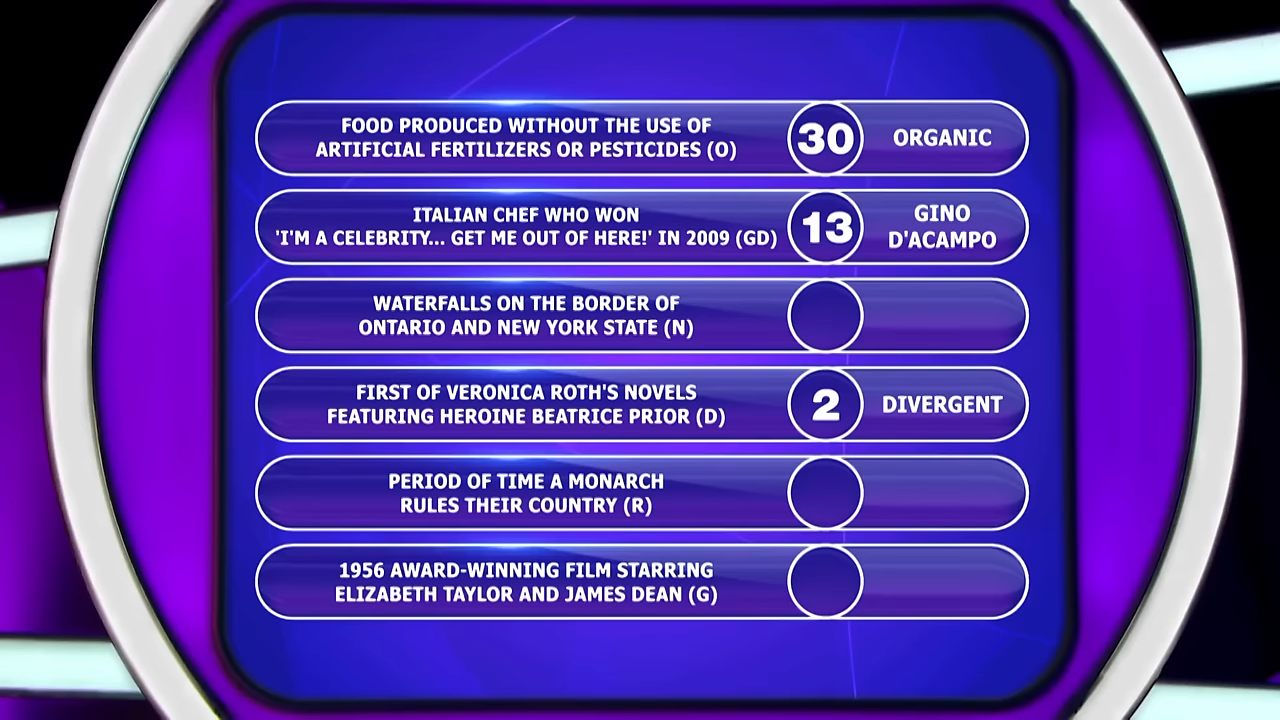 FOOD PRODUCED WITHOUT THE USE OF
ARTIFICIAL FERTILIZERS OR PESTICIDES (O)
30
ORGANIC
ITALIAN CHEF WHO WON
'I'M A CELEBRITY... GET ME OUT OF HERE!' IN 2009 (GD)
13
GINO
D'ACAMPO
WATERFALLS ON THE BORDER OF
ONTARIO AND NEW YORK STATE (N)
FIRST OF VERONICA ROTH'S NOVELS
FEATURING HEROINE BEATRICE PRIOR (D)
2
DIVERGENT
PERIOD OF TIME A MONARCH
RULES THEIR COUNTRY (R)
1956 AWARD-WINNING FILM STARRING
ELIZABETH TAYLOR AND JAMES DEAN (G)